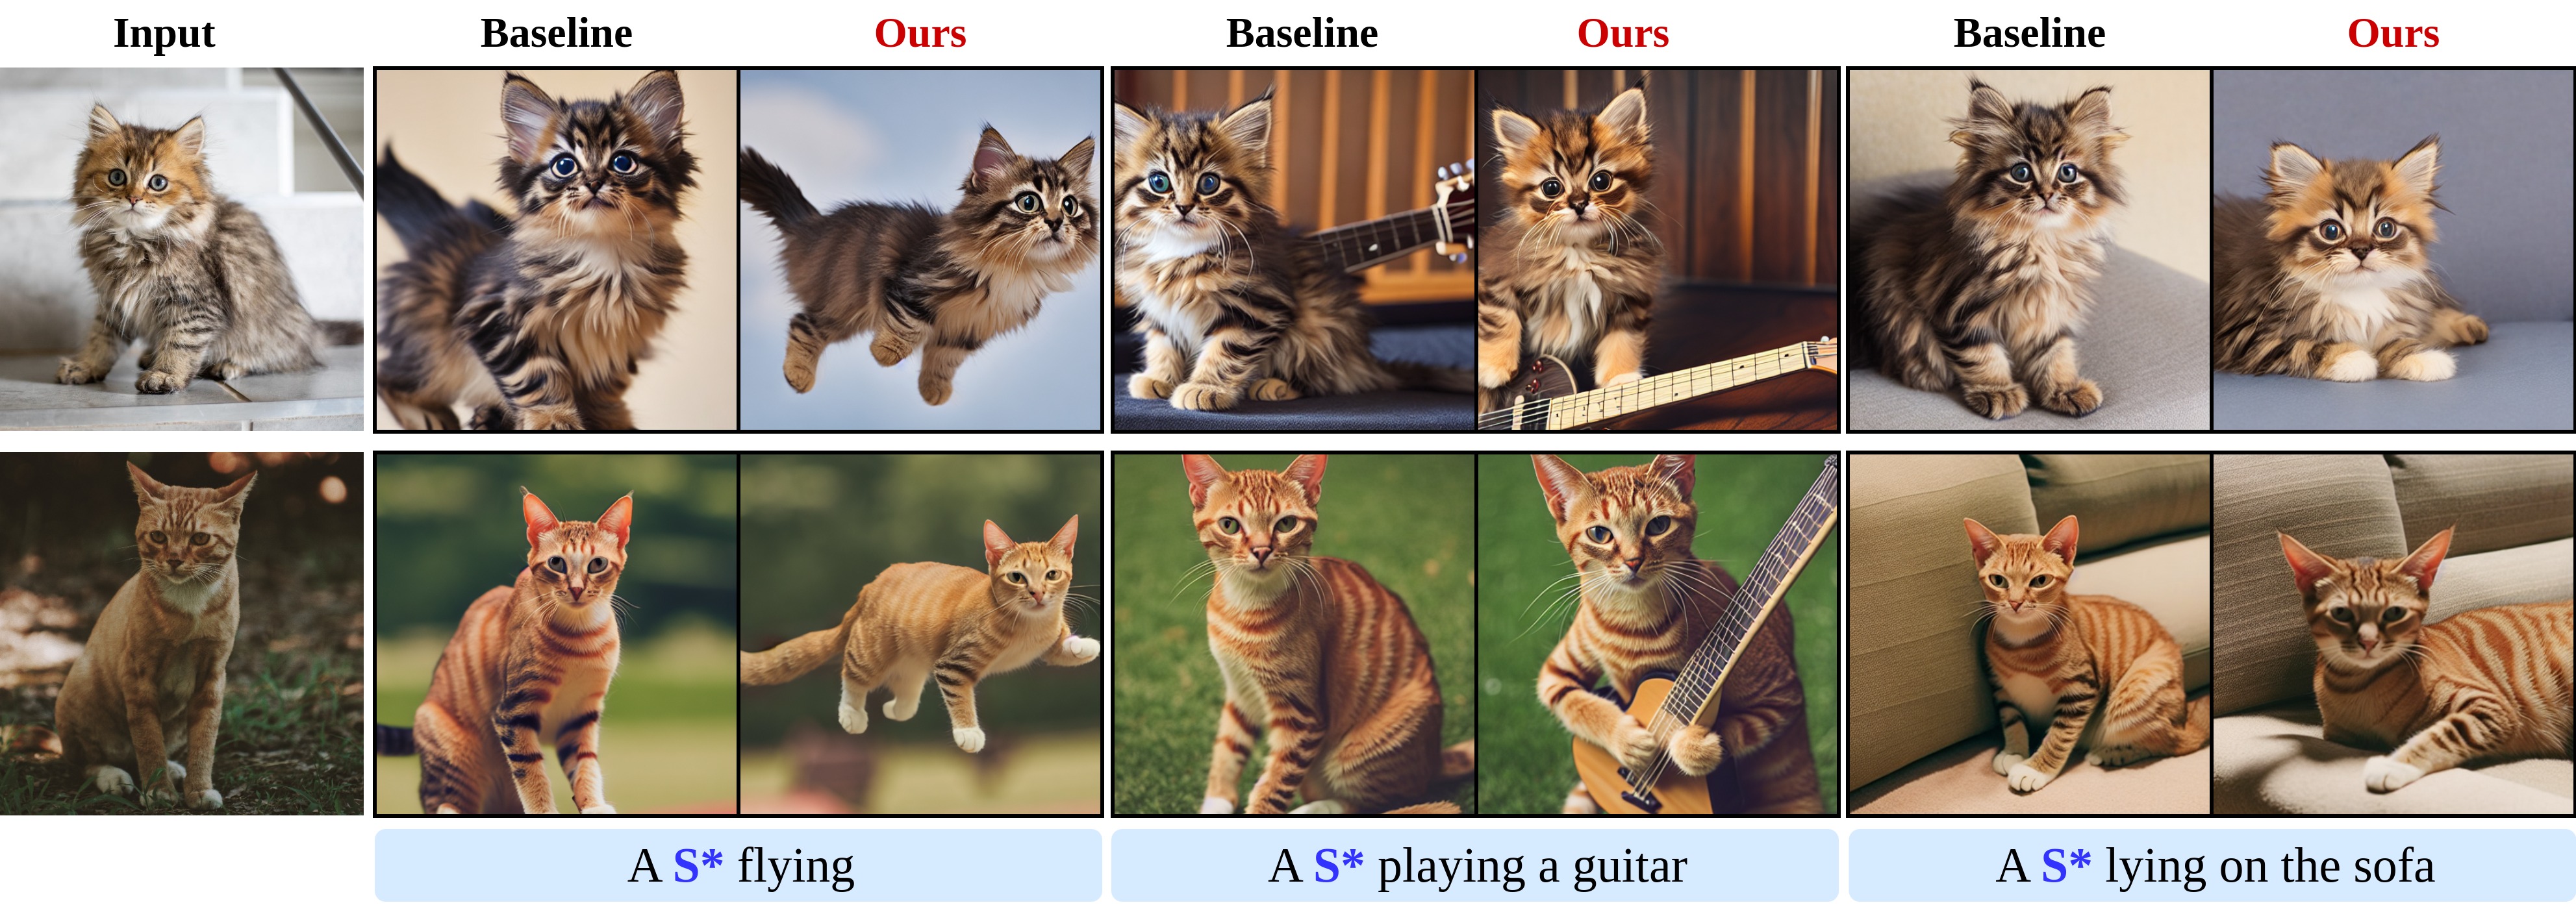 Input Baseline Ours Baseline Ours Baseline Ours
A S* flying A S* playing a guitar A S* lying on the sofa